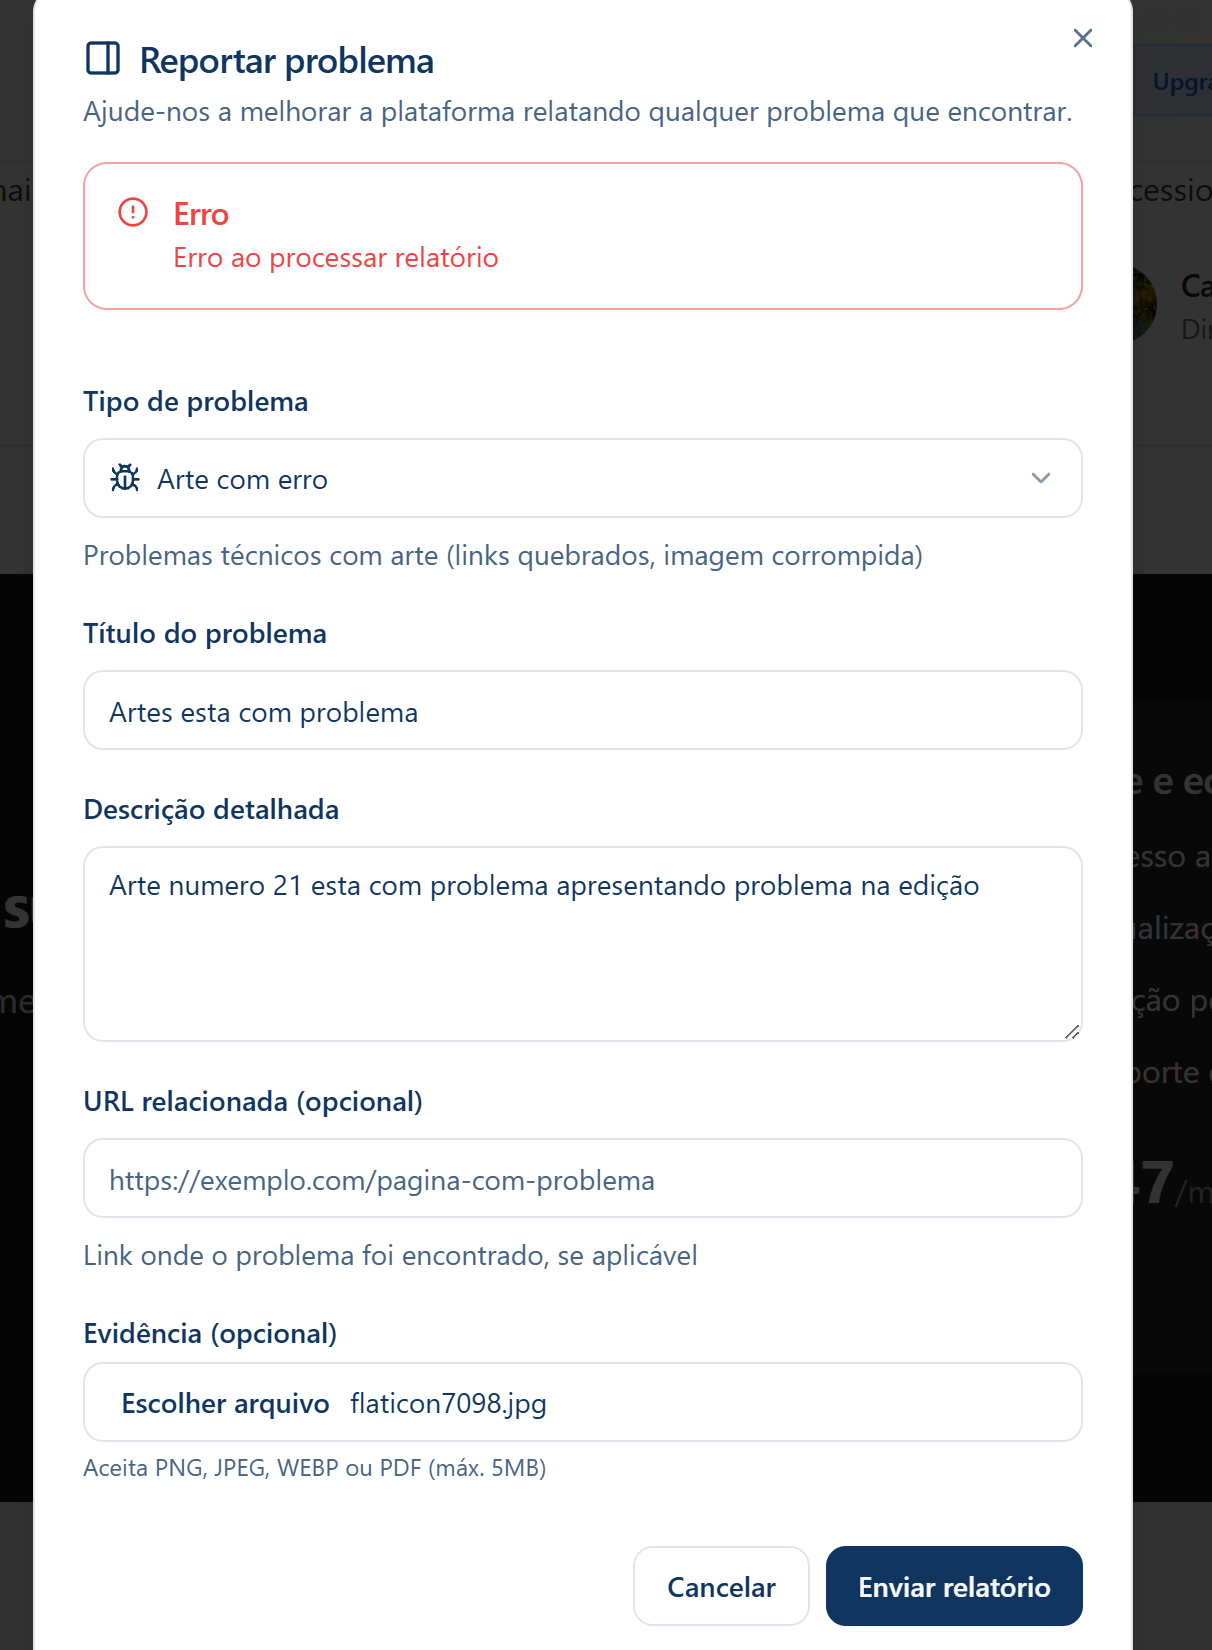 Reportar problema
Ajude-nos a melhorar a plataforma relatando qualquer problema que encontrar.
Erro
Erro ao processar relatório
Tipo de problema
Arte com erro
Problemas técnicos com arte (links quebrados, imagem corrompida)
Título do problema
Artes esta com problema
Descrição detalhada
Arte numero 21 esta com problema apresentando problema na edição
URL relacionada (opcional)
https://exemplo.com/pagina-com-problema
Link onde o problema foi encontrado, se aplicável
Evidência (opcional)
Escolher arquivo flaticon7098.jpg
Aceita PNG, JPEG, WEBP ou PDF (máx. 5MB)
Cancelar
Enviar relatório